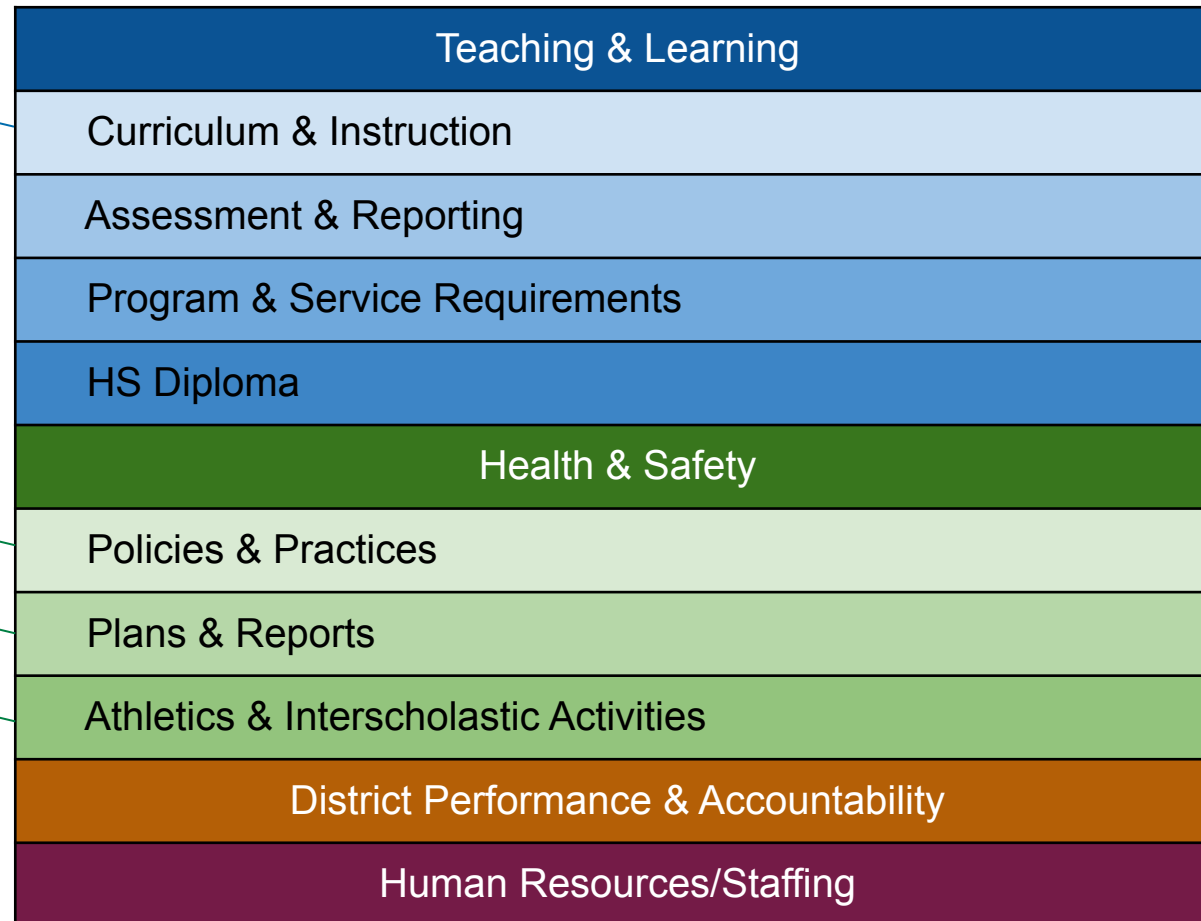 Teaching & Learning
Curriculum & Instruction
Assessment & Reporting
Program & Service Requirements
HS Diploma
Health & Safety
Policies & Practices
Plans & Reports
Athletics & Interscholastic Activities
District Performance & Accountability
Human Resources/Staffing